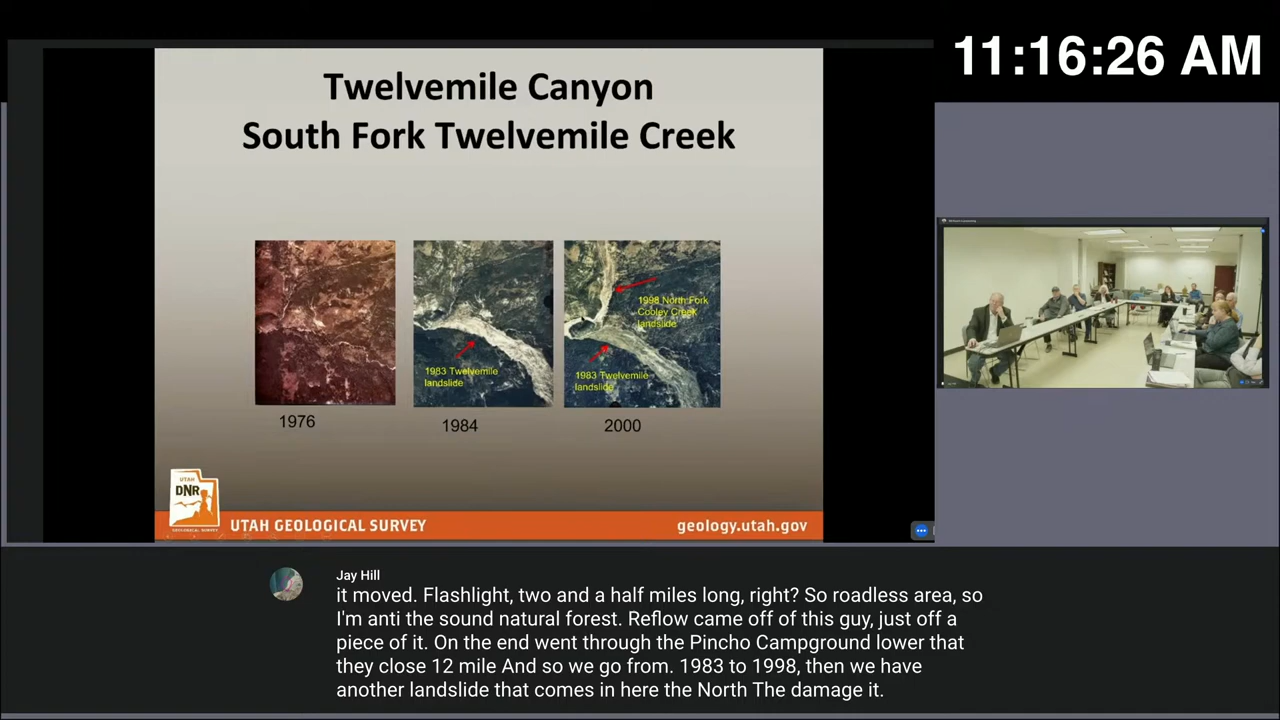 11:16:26 AM
Twelvemile Canyon
South Fork Twelvemile Creek
1998 North Fork
Cooley Creek
landslide
1983 Twelvemile
landslide
1983 Twelvemile
landslide
1976
1984
2000
UTAH
DNR
GEOLOGICAL SURVEY
UTAH GEOLOGICAL SURVEY
geology.utah.gov
Jay Hill
it moved. Flashlight, two and a half miles long, right? So roadless area, so
I'm anti the sound natural forest. Reflow came off of this guy, just off a
piece of it. On the end went through the Pincho Campground lower that
they close 12 mile And so we go from. 1983 to 1998, then we have
another landslide that comes in here the North The damage it.